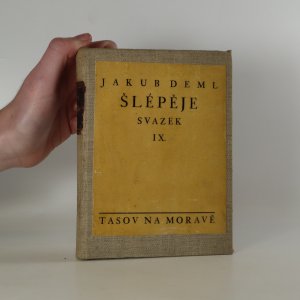 JAKUB DEML
ŠLÉPĚJE
SVAZEK
IX.
TASOV NA MORAVĚ